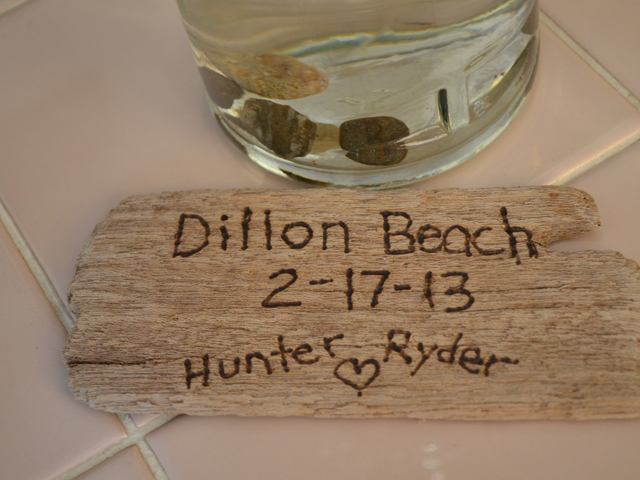 Dillon Beach
2-17-13
Hunter Ryder